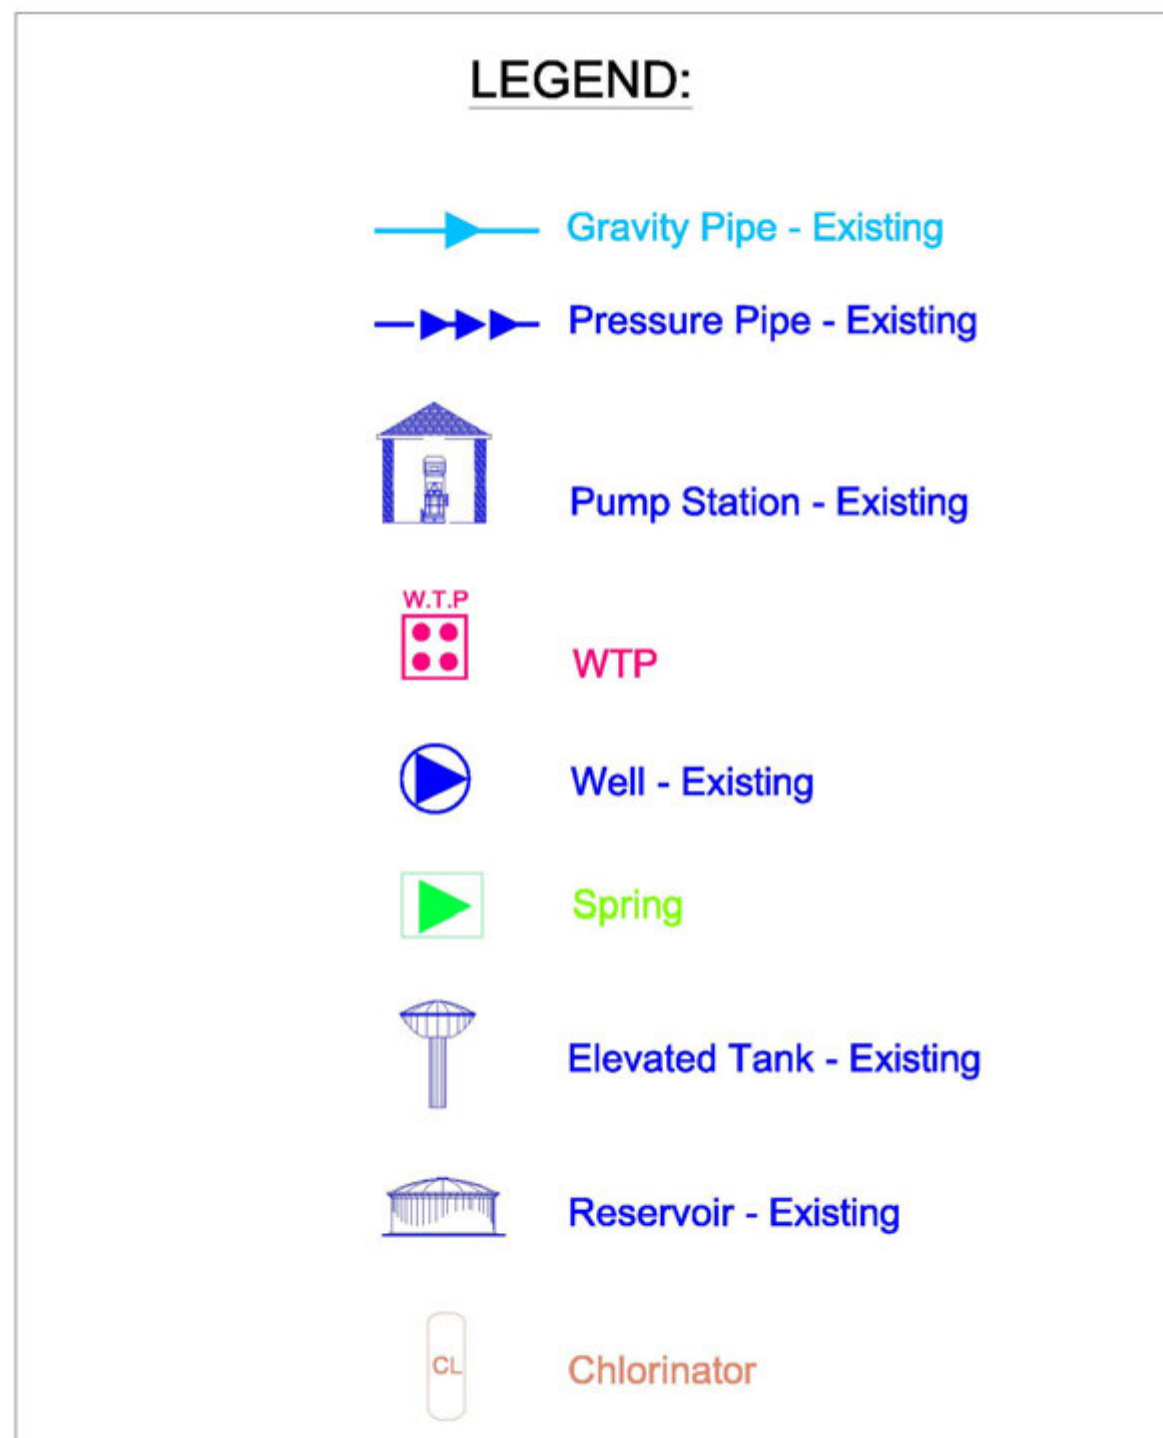 LEGEND:
Gravity Pipe - Existing
Pressure Pipe - Existing
Pump Station - Existing
W.T.P
WTP
Well - Existing
Spring
Elevated Tank - Existing
Reservoir - Existing
CL
Chlorinator